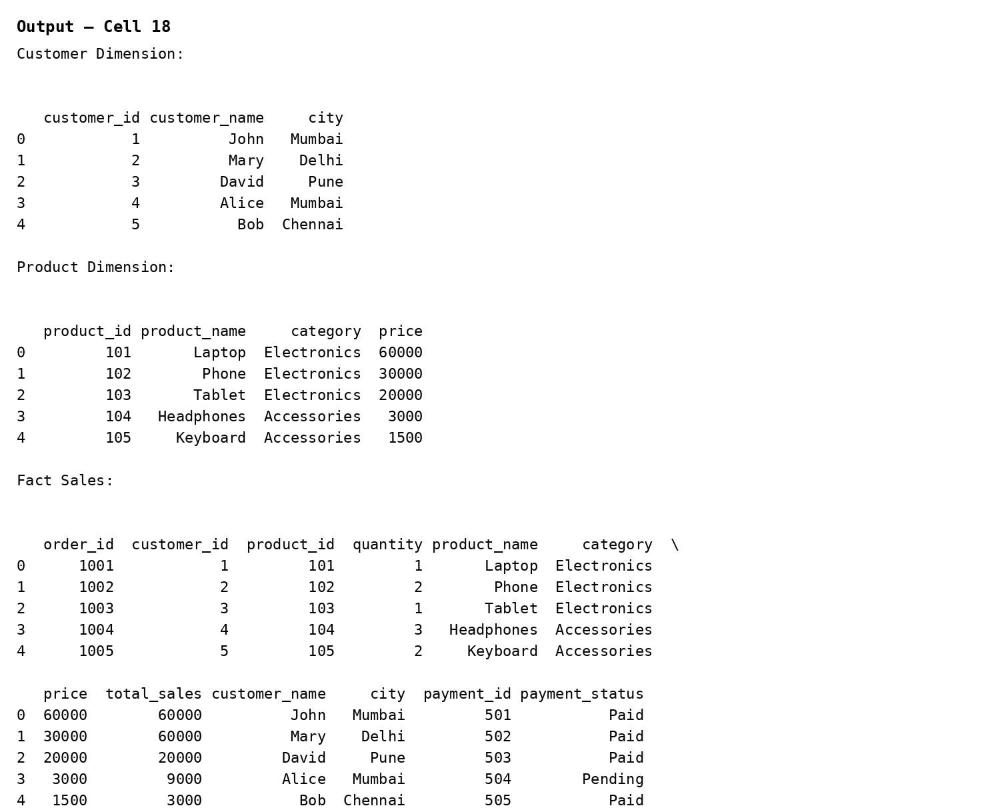 Output — Cell 18
Customer Dimension:
   customer_id customer_name     city
0            1          John   Mumbai
1            2          Mary    Delhi
2            3         David     Pune
3            4         Alice   Mumbai
4            5           Bob  Chennai
Product Dimension:
   product_id product_name     category  price
0         101       Laptop  Electronics  60000
1         102        Phone  Electronics  30000
2         103       Tablet  Electronics  20000
3         104   Headphones  Accessories   3000
4         105     Keyboard  Accessories   1500
Fact Sales:
   order_id  customer_id  product_id  quantity product_name     category  \
0      1001            1         101         1       Laptop  Electronics
1      1002            2         102         2        Phone  Electronics
2      1003            3         103         1       Tablet  Electronics
3      1004            4         104         3   Headphones  Accessories
4      1005            5         105         2     Keyboard  Accessories
   price  total_sales customer_name     city  payment_id payment_status
0  60000        60000          John   Mumbai         501           Paid
1  30000        60000          Mary    Delhi         502           Paid
2  20000        20000         David     Pune         503           Paid
3   3000         9000         Alice   Mumbai         504        Pending
4   1500         3000           Bob  Chennai         505           Paid